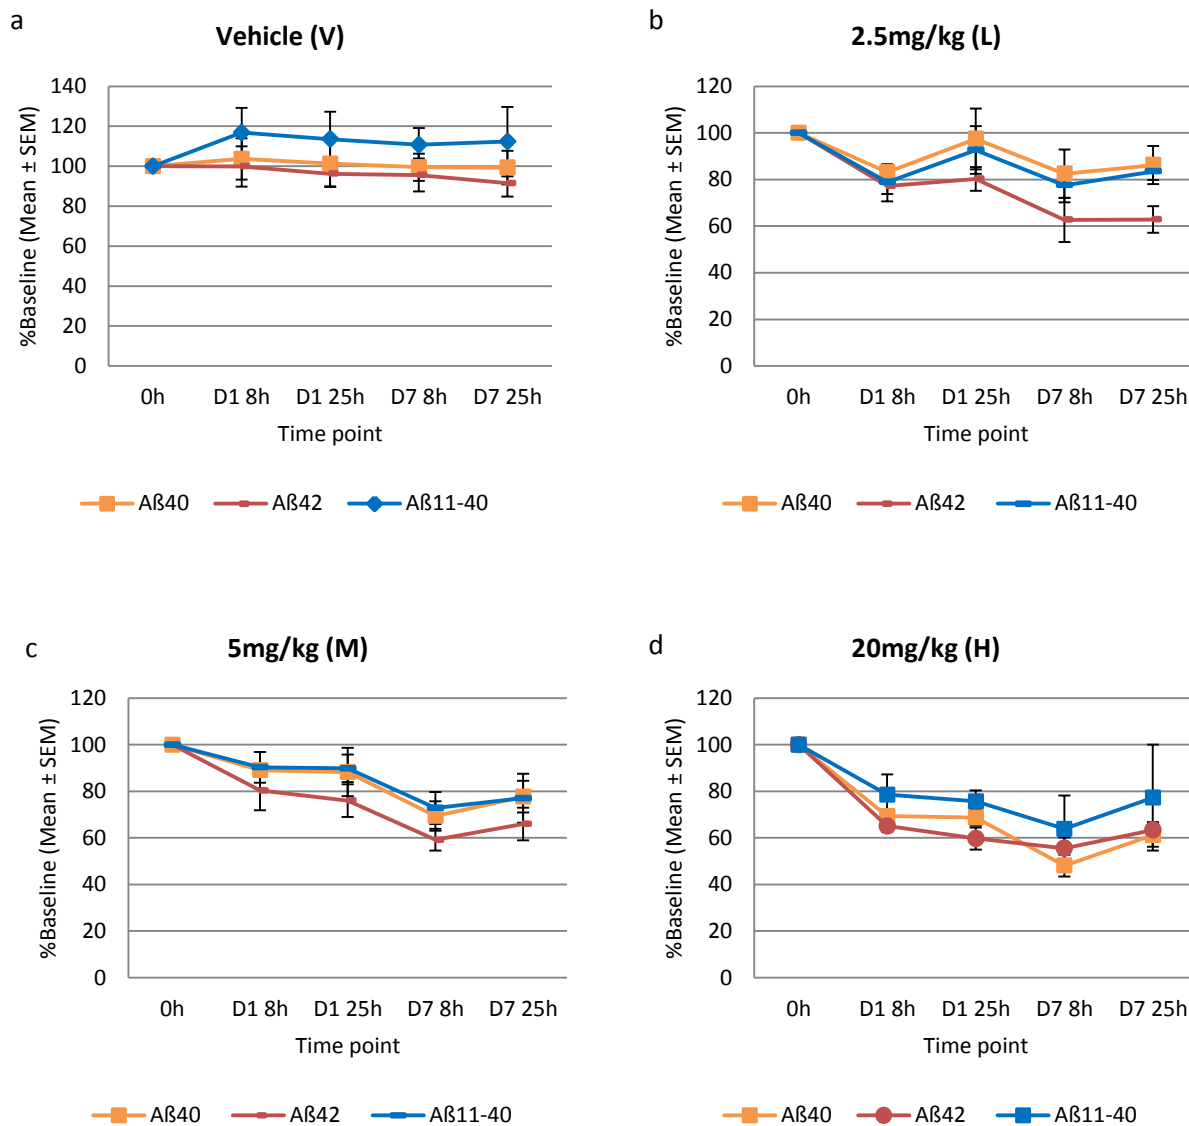 a
Vehicle (V)
%Baseline (Mean ± SEM)
140
120
100
80
60
40
20
0
0h D1 8h D1 25h D7 8h D7 25h
Time point
Aß40 Aß42 Aß11-40
b
2.5mg/kg (L)
%Baseline (Mean ± SEM)
120
100
80
60
40
20
0
0h D1 8h D1 25h D7 8h D7 25h
Time point
Aß40 Aß42 Aß11-40
c
5mg/kg (M)
%Baseline (Mean ± SEM)
120
100
80
60
40
20
0
0h D1 8h D1 25h D7 8h D7 25h
Time point
Aß40 Aß42 Aß11-40
d
20mg/kg (H)
%Baseline (Mean ± SEM)
120
100
80
60
40
20
0
0h D1 8h D1 25h D7 8h D7 25h
Time point
Aß40 Aß42 Aß11-40